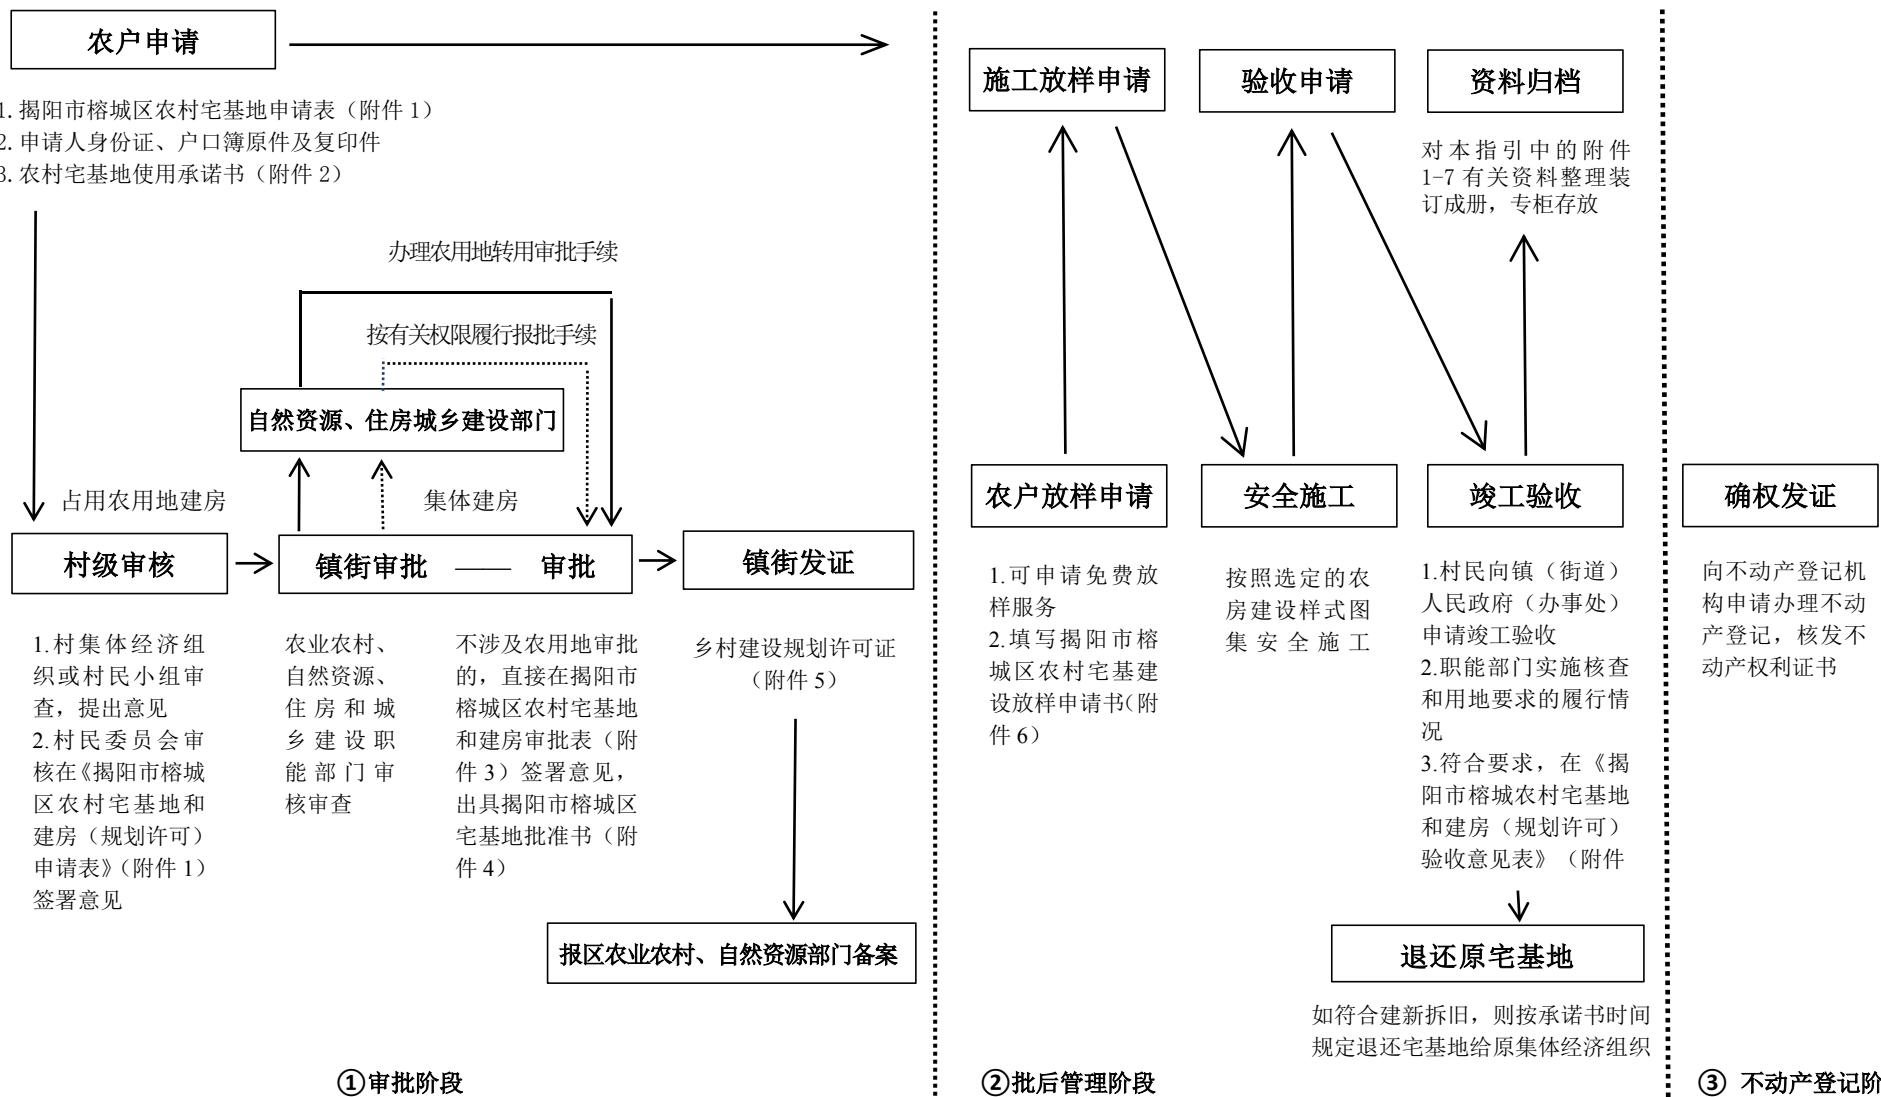 农户申请
1.揭阳市榕城区农村宅基地申请表（附件 1）
2.申请人身份证、户口簿原件及复印件
3.农村宅基地使用承诺书（附件 2）
办理农用地转用审批手续
按有关权限履行报批手续
自然资源、住房城乡建设部门
占用农用地建房
集体建房
村级审核
镇街审批 —— 审批
镇街发证
1.村集体经济组
织或村民小组审
查，提出意见
2.村民委员会审
核在《揭阳市榕城
区农村宅基地和
建房（规划许可）
申请表》（附件 1）
签署意见
农业农村、
自然资源、
住房和城
乡建设职
能部门审
核审查
不涉及农用地审批
的，直接在揭阳市
榕城区农村宅基地
和建房审批表（附
件 3）签署意见，
出具揭阳市榕城区
宅基地批准书（附
件 4）
乡村建设规划许可证
（附件 5）
报区农业农村、自然资源部门备案
①审批阶段
施工放样申请
验收申请
资料归档
对本指引中的附件
1-7 有关资料整理装
订成册，专柜存放
农户放样申请
安全施工
竣工验收
1.可申请免费放
样服务
2.填写揭阳市榕
城区农村宅基建
设放样申请书（附
件 6）
按照选定的农
房建设样式图
集安全施工
1.村民向镇（街道）
人民政府（办事处）
申请竣工验收
2.职能部门实施核查
和用地要求的履行情
况
3.符合要求，在《揭
阳市榕城农村宅基地
和建房（规划许可）
验收意见表》（附件
退还原宅基地
如符合建新拆旧，则按承诺书时间
规定退还宅基地给原集体经济组织
②批后管理阶段
确权发证
向不动产登记机
构申请办理不动
产登记，核发不
动产权利证书
③ 不动产登记阶